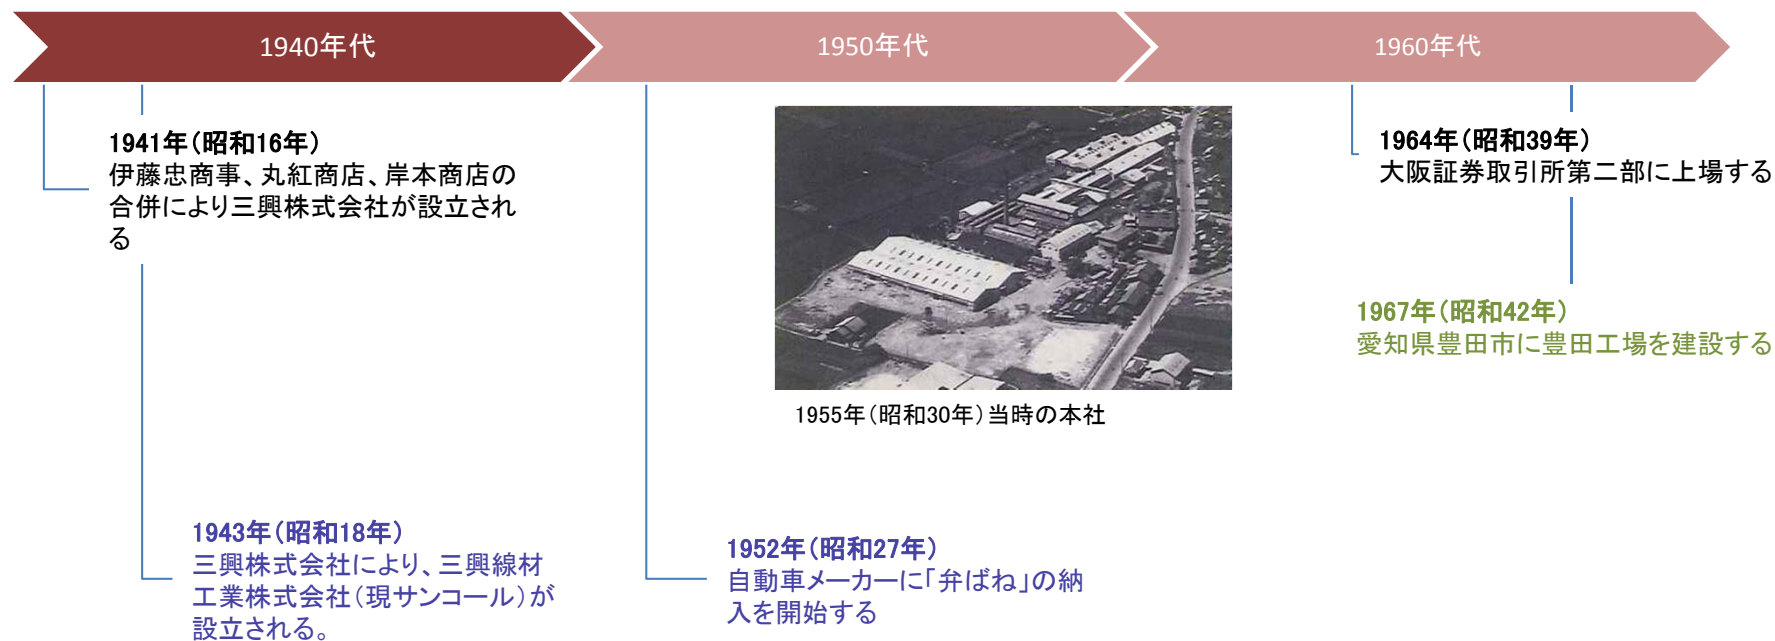 1940年代
1950年代
1960年代
1941年（昭和16年）
伊藤忠商事、丸紅商店、岸本商店の
合併により三興株式会社が設立され
る
1943年（昭和18年）
三興株式会社により、三興線材
工業株式会社（現サンコール）が
設立される。
1955年（昭和30年）当時の本社
1952年（昭和27年）
自動車メーカーに「弁ばね」の納
入を開始する
1964年（昭和39年）
大阪証券取引所第二部に上場する
1967年（昭和42年）
愛知県豊田市に豊田工場を建設する